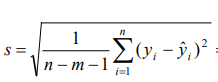 s = √( 1 / (n - m - 1) ∑_{i=1}^{n} (y_i - ŷ_i)² ) =